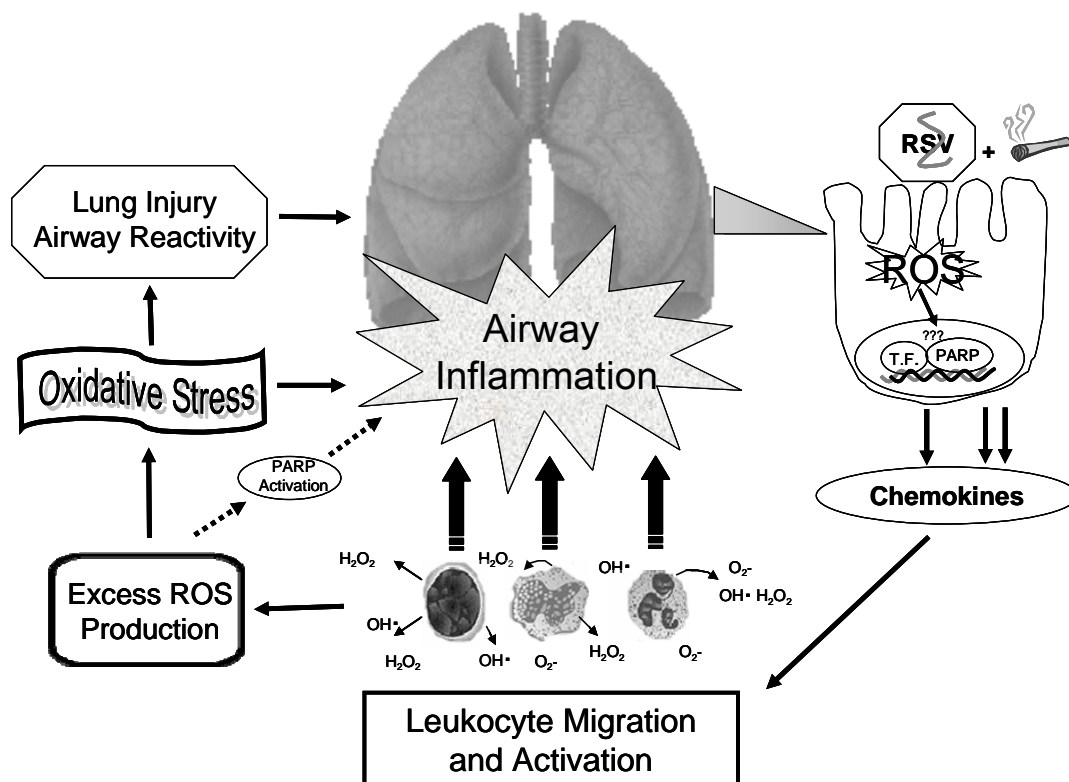 RSV
+
ROS
???
T.F. PARP
Chemokines
Lung Injury
Airway Reactivity
Airway
Inflammation
Oxidative Stress
PARP
Activation
Excess ROS
Production
H₂O₂
OH▪
H₂O₂
OH▪
H₂O₂
O₂-
H₂O₂
OH▪
O₂-
OH▪ H₂O₂
O₂-
Leukocyte Migration
and Activation